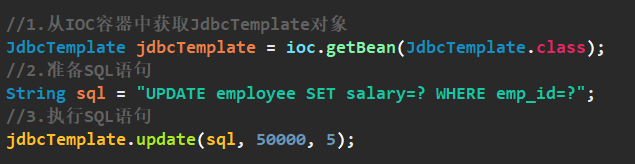 //1.从IOC容器中获取JdbcTemplate对象
JdbcTemplate jdbcTemplate = ioc.getBean(JdbcTemplate.class);
//2.准备SQL语句
String sql = "UPDATE employee SET salary=? WHERE emp_id=?";
//3.执行SQL语句
jdbcTemplate.update(sql, 50000, 5);